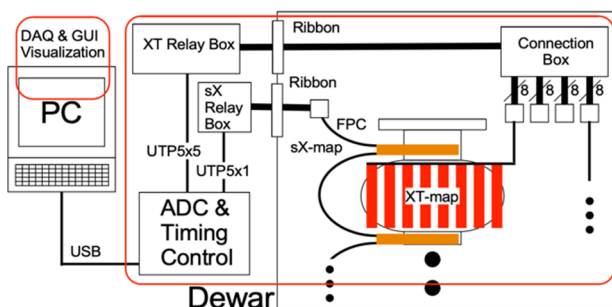 DAQ & GUI
Visualization
PC
USB
XT Relay Box
sX
Relay
Box
UTP5x5
UTP5x1
ADC &
Timing
Control
Ribbon
Ribbon
FPC
sX-map
XT-map
Connection
Box
8 8 8 8
Dewar